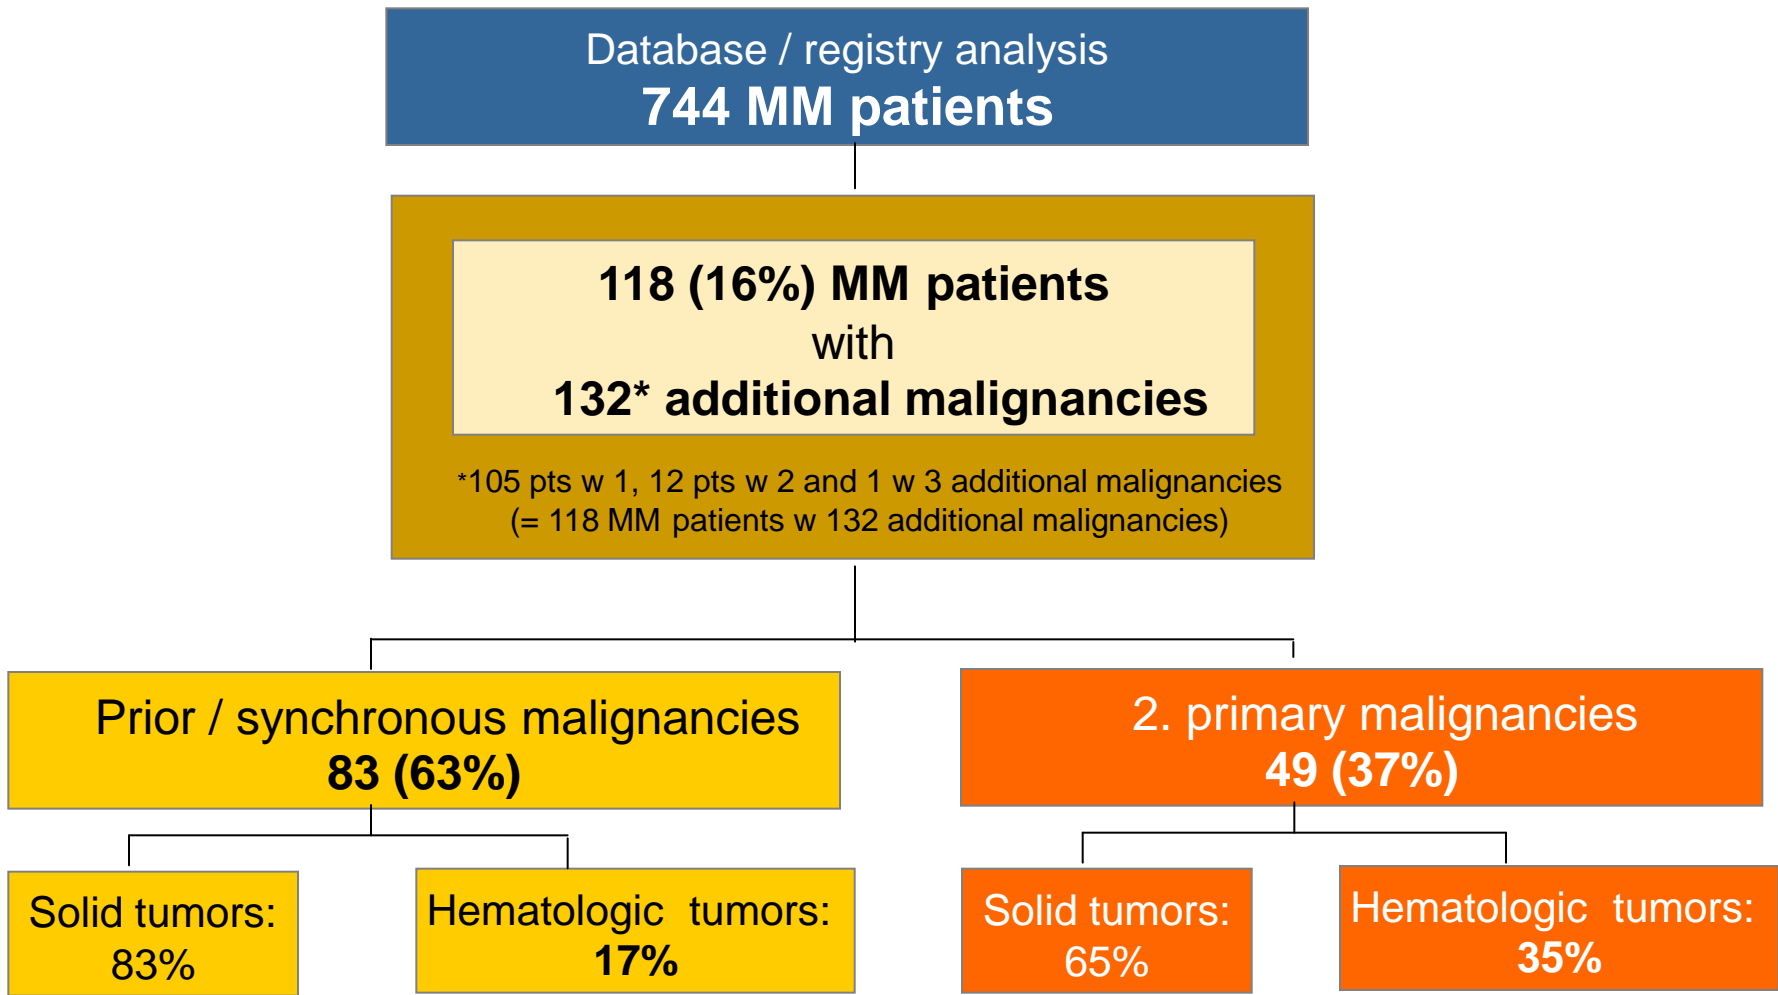 Database / registry analysis
744 MM patients
118 (16%) MM patients
with
132* additional malignancies
*105 pts w 1, 12 pts w 2 and 1 w 3 additional malignancies
(= 118 MM patients w 132 additional malignancies)
Prior / synchronous malignancies
83 (63%)
2. primary malignancies
49 (37%)
Solid tumors:
83%
Hematologic tumors:
17%
Solid tumors:
65%
Hematologic tumors:
35%